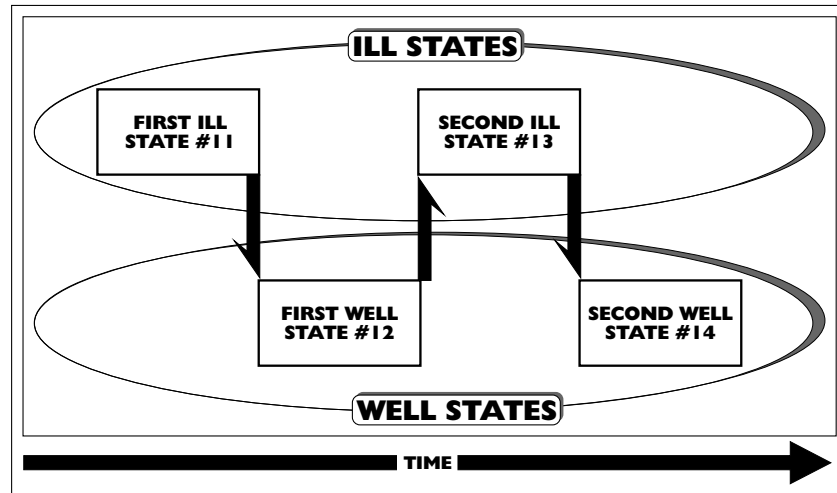 ILL STATES
FIRST ILL
STATE #11
SECOND ILL
STATE #13
FIRST WELL
STATE #12
SECOND WELL
STATE #14
WELL STATES
TIME